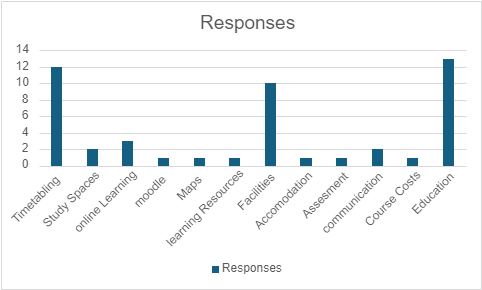 Responses
14
12
10
8
6
4
2
0
Timetabling
Study Spaces
online Learning
moodle
Maps
learning Resources
Facilities
Accomodation
Assesment
communication
Course Costs
Education
Responses